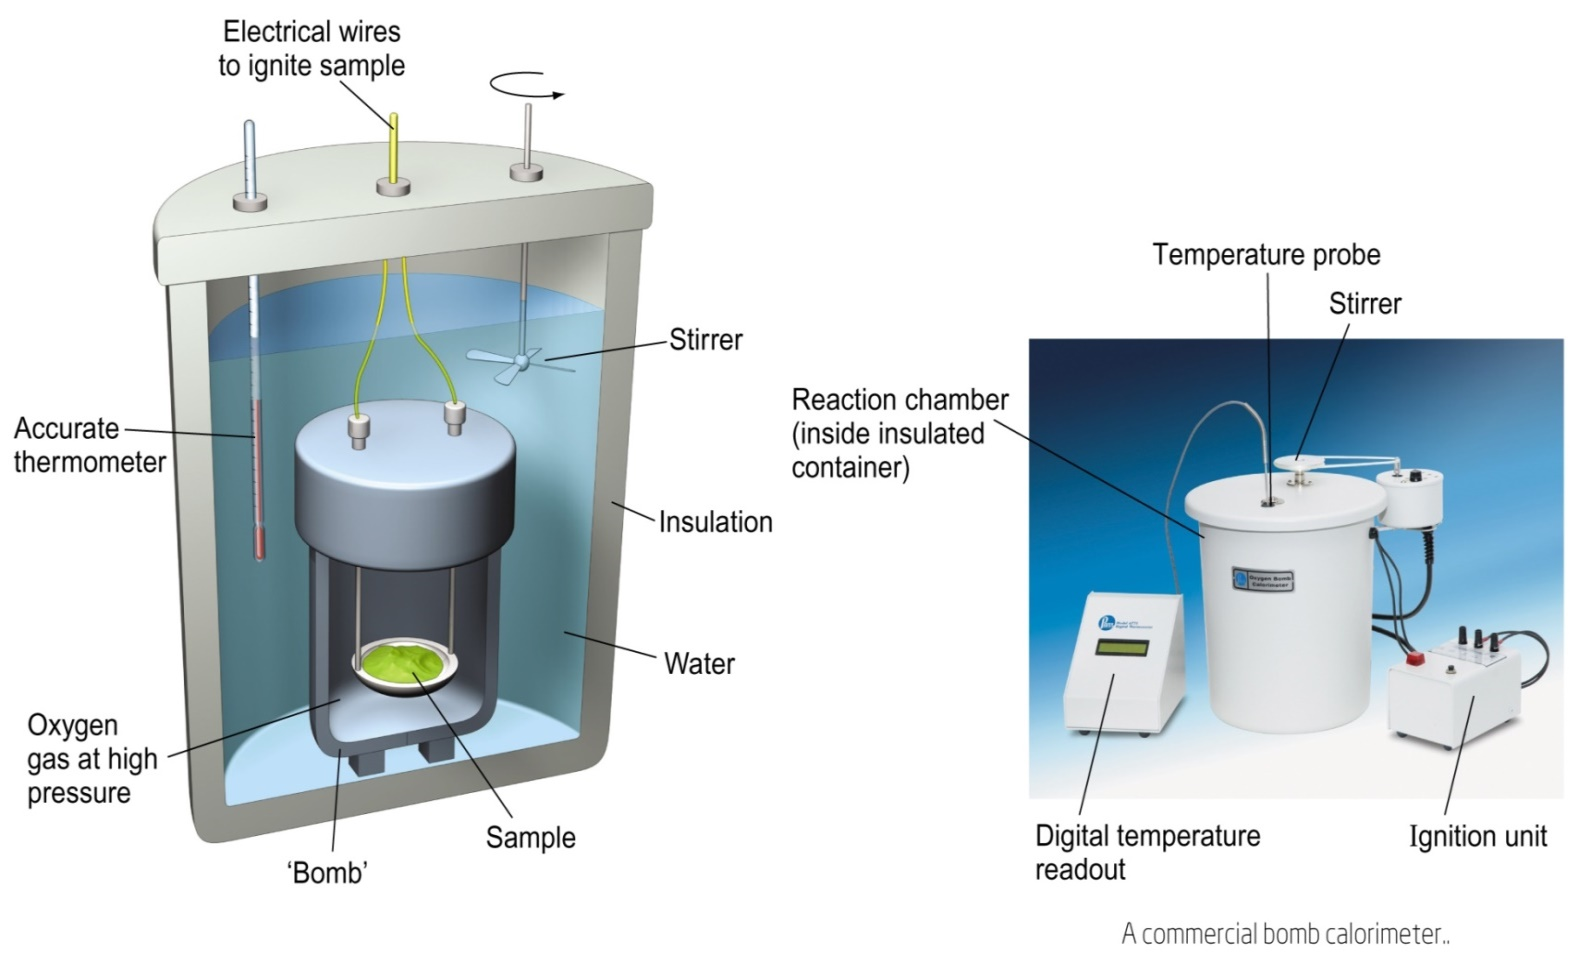 Electrical wires
to ignite sample
Stirrer
Accurate
thermometer
Insulation
Water
Oxygen
gas at high
pressure
Sample
‘Bomb’
Temperature probe
Stirrer
Reaction chamber
(inside insulated
container)
Oxygen Bomb
Calorimeter
Digital temperature
readout
Ignition unit
A commercial bomb calorimeter..